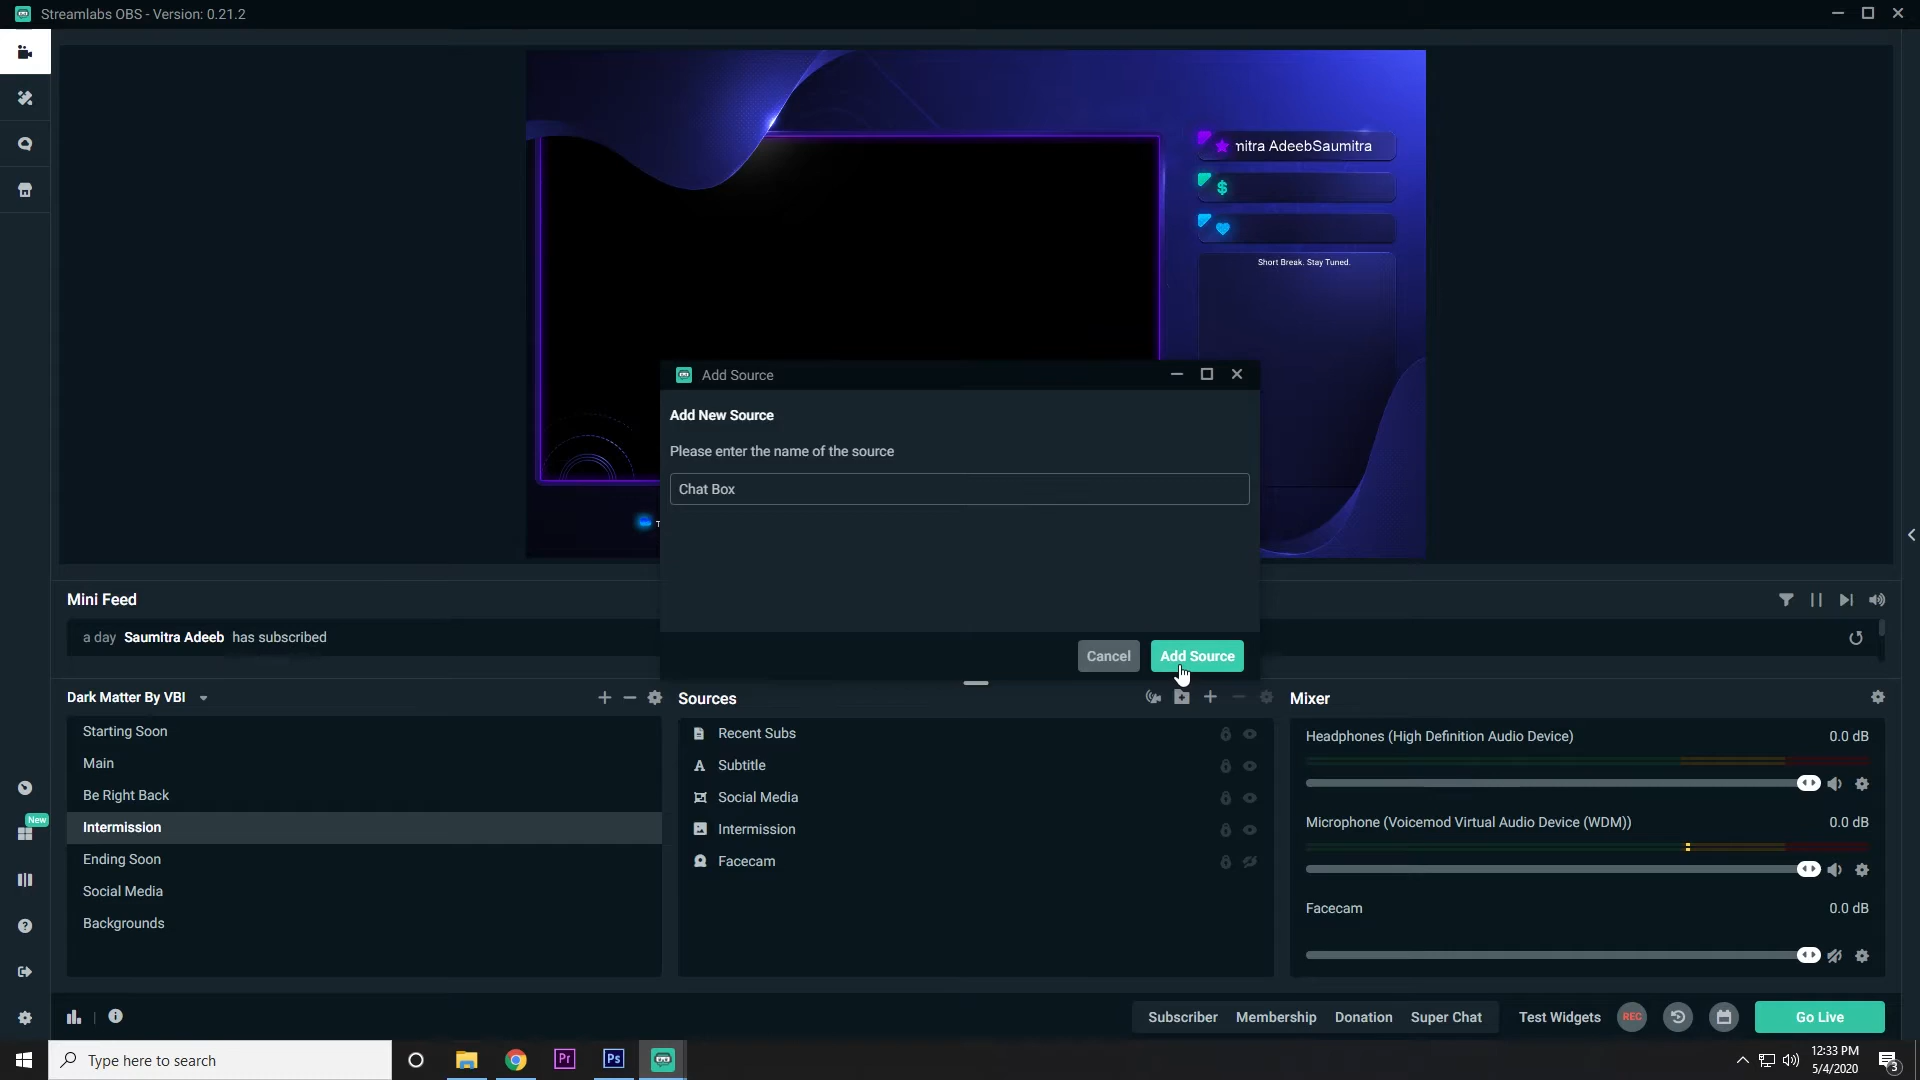 Streamlabs OBS - Version: 0.21.2
mitra AdeebSaumitra
$
Short Break. Stay Tuned.
Add Source
Add New Source
Please enter the name of the source
Chat Box
T
Cancel
Add Source
Mini Feed
a day Saumitra Adeeb has subscribed
Dark Matter By VBI
Starting Soon
Main
Be Right Back
Intermission
Ending Soon
Social Media
Backgrounds
Sources
Recent Subs
Subtitle
Social Media
Intermission
Facecam
Mixer
Headphones (High Definition Audio Device) 0.0 dB
Microphone (Voicemod Virtual Audio Device (WDM)) 0.0 dB
Facecam 0.0 dB
New
Subscriber Membership Donation Super Chat Test Widgets REC Go Live
Type here to search
Pr
Ps
12:33 PM
5/4/2020
3